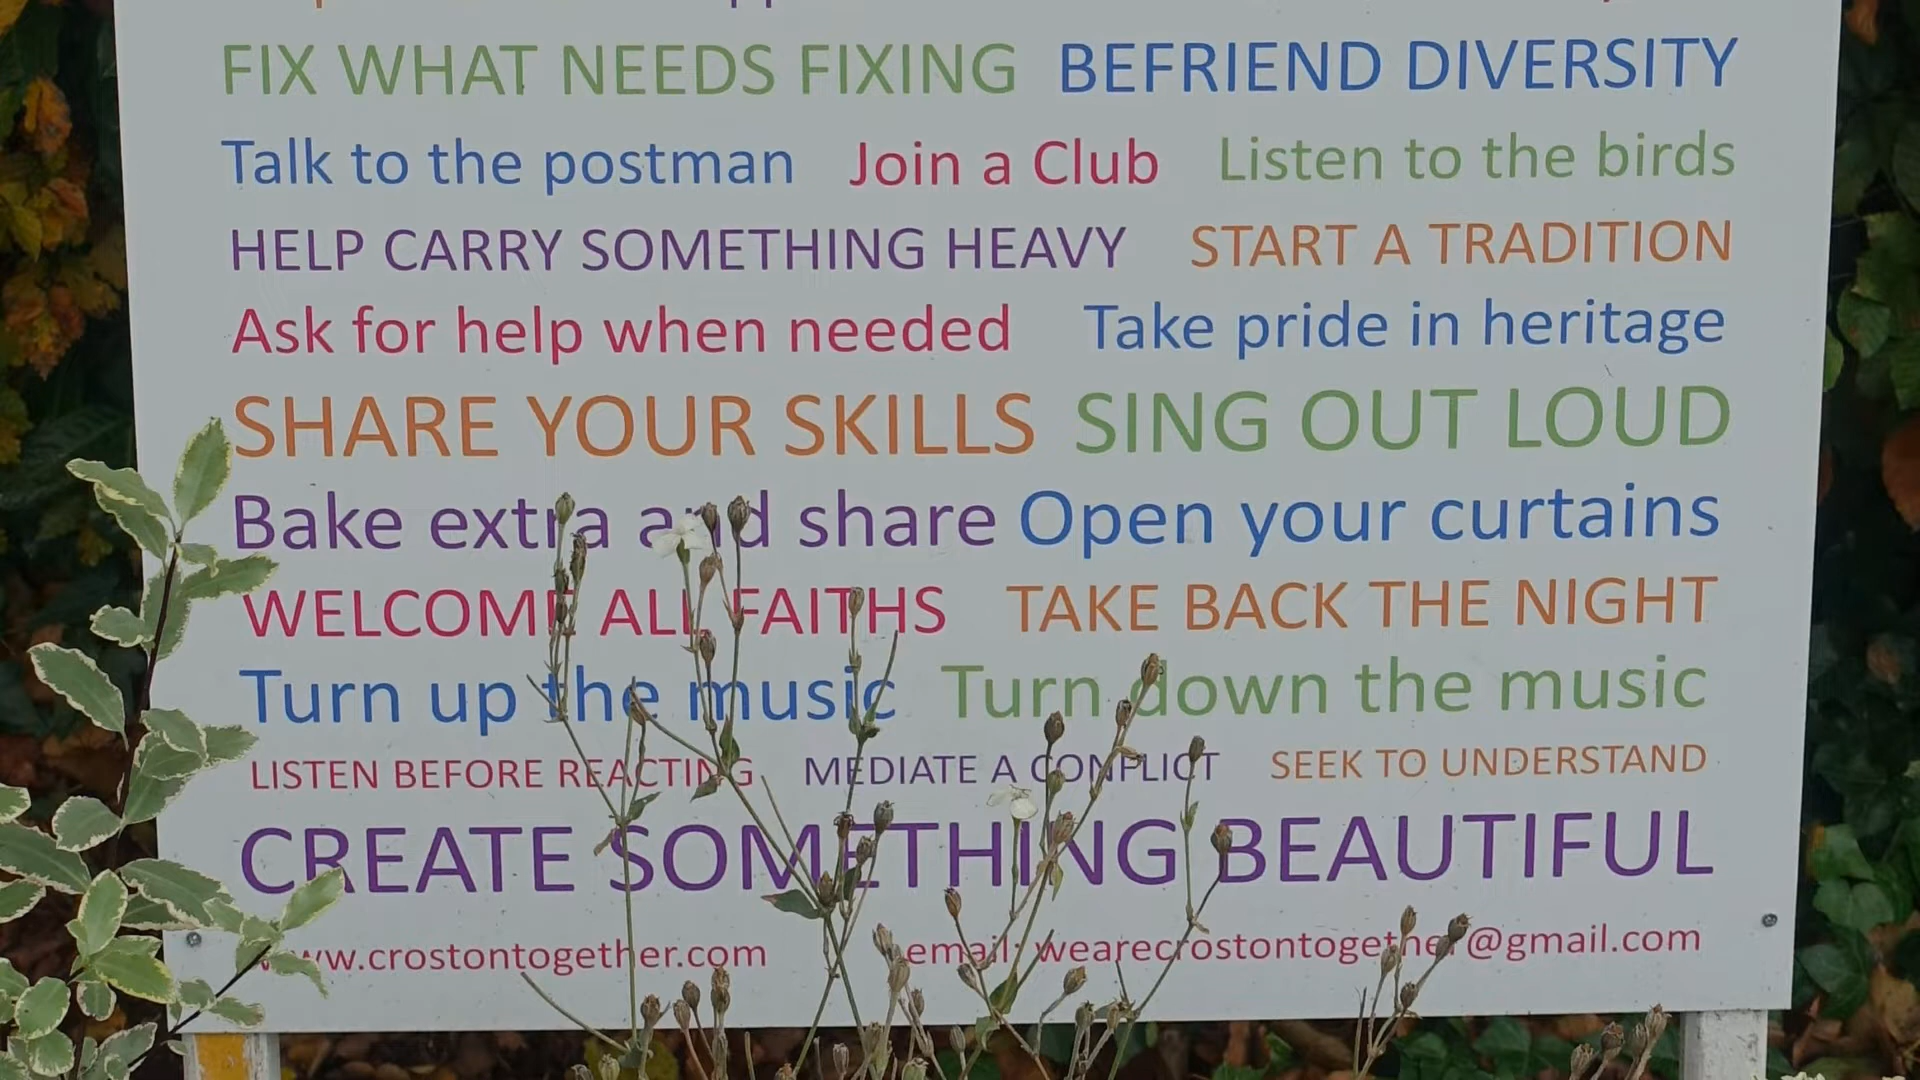 FIX WHAT NEEDS FIXING BEFRIEND DIVERSITY
Talk to the postman Join a Club Listen to the birds
HELP CARRY SOMETHING HEAVY START A TRADITION
Ask for help when needed Take pride in heritage
SHARE YOUR SKILLS SING OUT LOUD
Bake extra and share Open your curtains
WELCOME ALL FAITHS TAKE BACK THE NIGHT
Turn up the music Turn down the music
LISTEN BEFORE REACTING MEDIATE A CONFLICT SEEK TO UNDERSTAND
CREATE SOMETHING BEAUTIFUL
www.crostontogether.com email: wearecrostontogether@gmail.com